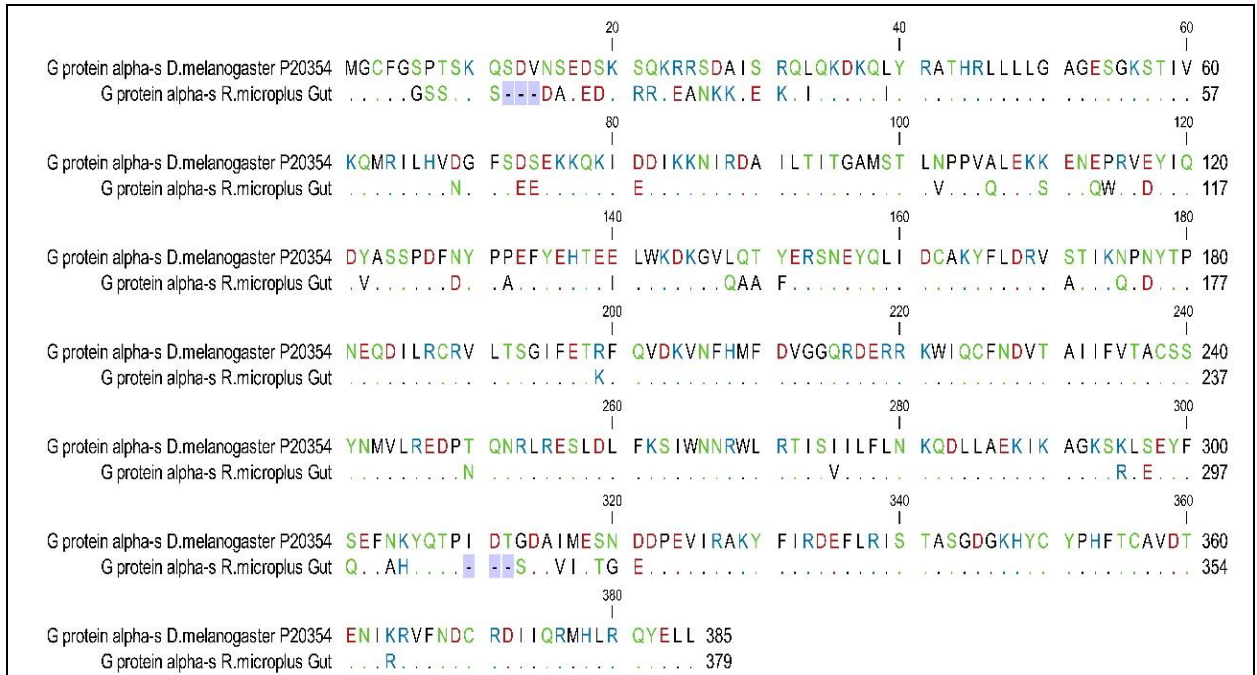 20 40 60
G protein alpha-s D.melanogaster P20354 MGCFGSPTSK QSDVNSEDSK SQKRRSDAIS RQLQKDKQLY RATHRLLLLG AGESGKSTIV 60
G protein alpha-s R.microplus Gut .....GSS.. S---DA.ED. RR.EANKK.E K.I.....I. .......... .......... 57
80 100 120
G protein alpha-s D.melanogaster P20354 KQMRILHVDG FSDSEKKQKI DDIKKNIRDA ILTITGAMST LNPPVALEKK ENEPRVEYIQ 120
G protein alpha-s R.microplus Gut ........N. ..EE...... E......... .......... .V...Q...S ..QW..D... 117
140 160 180
G protein alpha-s D.melanogaster P20354 DYASSPDFNY PPEFYEHTEE LWKDKGVLQT YERSNEYQLI DCAKYFLDRV STIKNPNYTP 180
G protein alpha-s R.microplus Gut .V......D. .A.......I .......QAA F......... .......... A...Q.D... 177
200 220 240
G protein alpha-s D.melanogaster P20354 NEQDILRCRV LTSGIFETRF QVDKVNFHMF DVGGQRDERR KWIQCFNDVT AIIFVTACSS 240
G protein alpha-s R.microplus Gut .......... ........K. .......... .......... .......... .......... 237
260 280 300
G protein alpha-s D.melanogaster P20354 YNMVLREDPT QNRLRESLDL FKSIWNNRWL RTISIILFLN KQDLLAEKIK AGKSKLSEYF 300
G protein alpha-s R.microplus Gut .........N .......... .......... ....V..... .......... ....R.E... 297
320 340 360
G protein alpha-s D.melanogaster P20354 SEFNKYQTPI DTGDAIMESN DDPEVIRAKY FIRDEFLRIS TASGDGKHYC YPHFTCAVDT 360
G protein alpha-s R.microplus Gut Q..AH....- --S..VI.TG E......... .......... .......... .......... 354
380
G protein alpha-s D.melanogaster P20354 ENIKRVFNDC RDIIQRMHLR QYELL 385
G protein alpha-s R.microplus Gut ...R...... .......... ..... 379